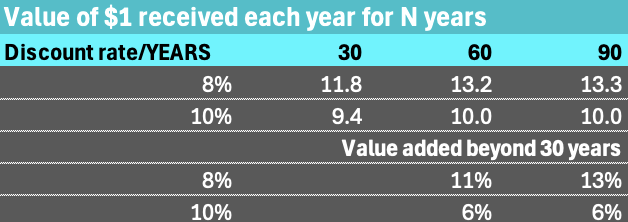 Value of $1 received each year for N years
Discount rate/YEARS 30 60 90
8% 11.8 13.2 13.3
10% 9.4 10.0 10.0
Value added beyond 30 years
8% 11% 13%
10% 6% 6%